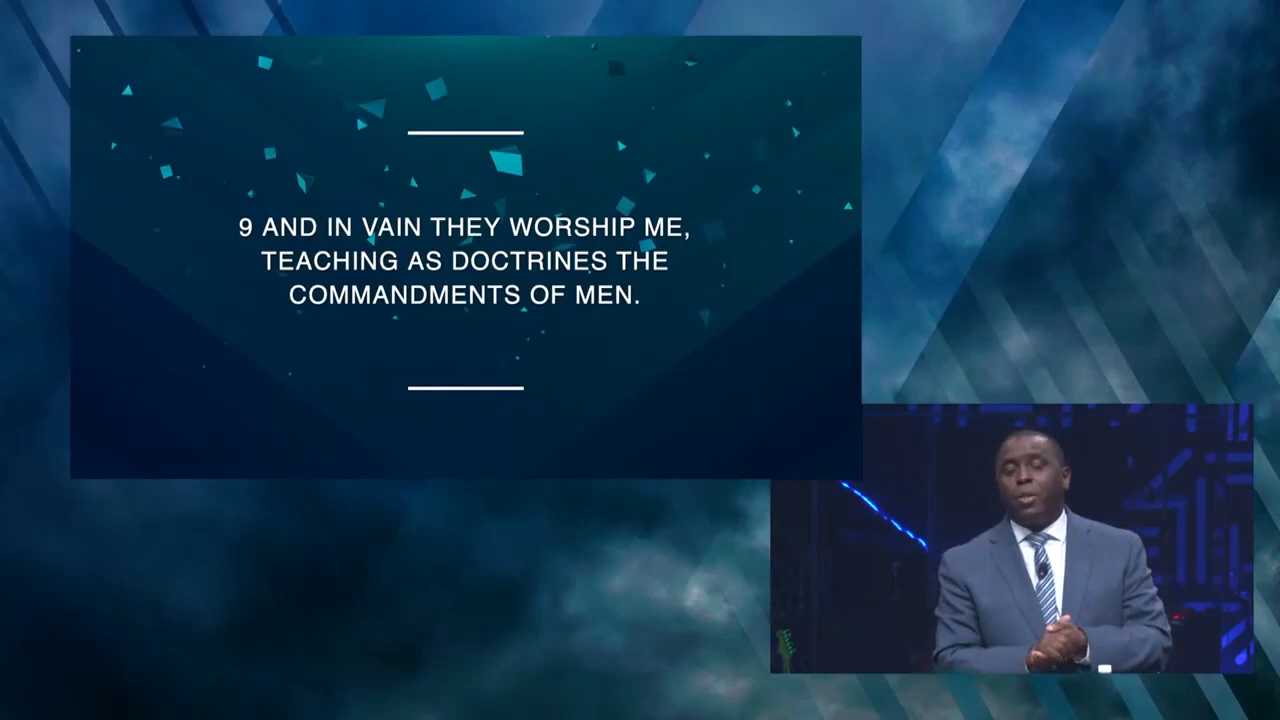 9 AND IN VAIN THEY WORSHIP ME,
TEACHING AS DOCTRINES THE
COMMANDMENTS OF MEN.